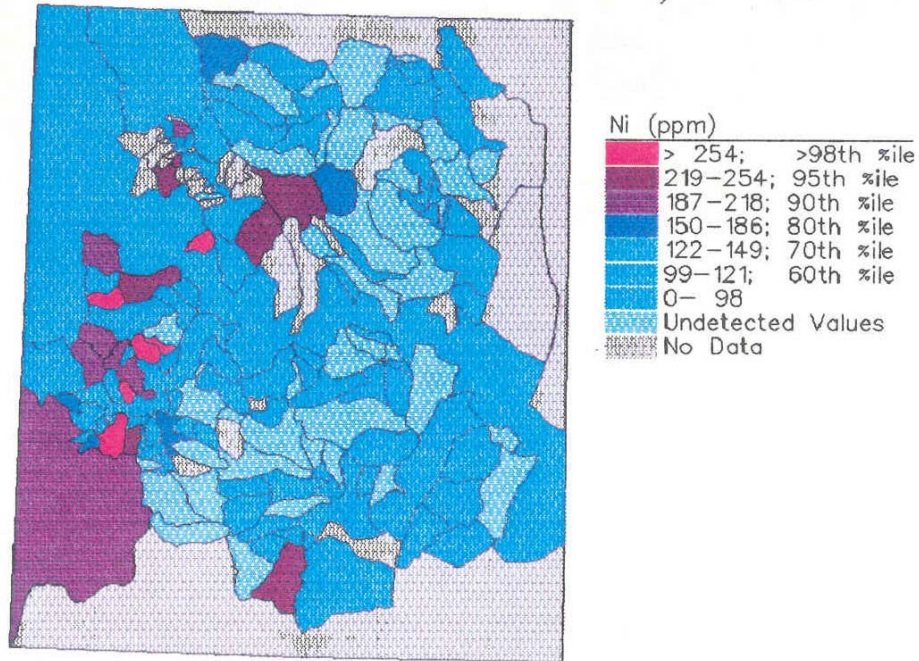 Ni (ppm)
> 254; >98th %ile
219-254; 95th %ile
187-218; 90th %ile
150-186; 80th %ile
122-149; 70th %ile
99-121; 60th %ile
0- 98
Undetected Values
No Data